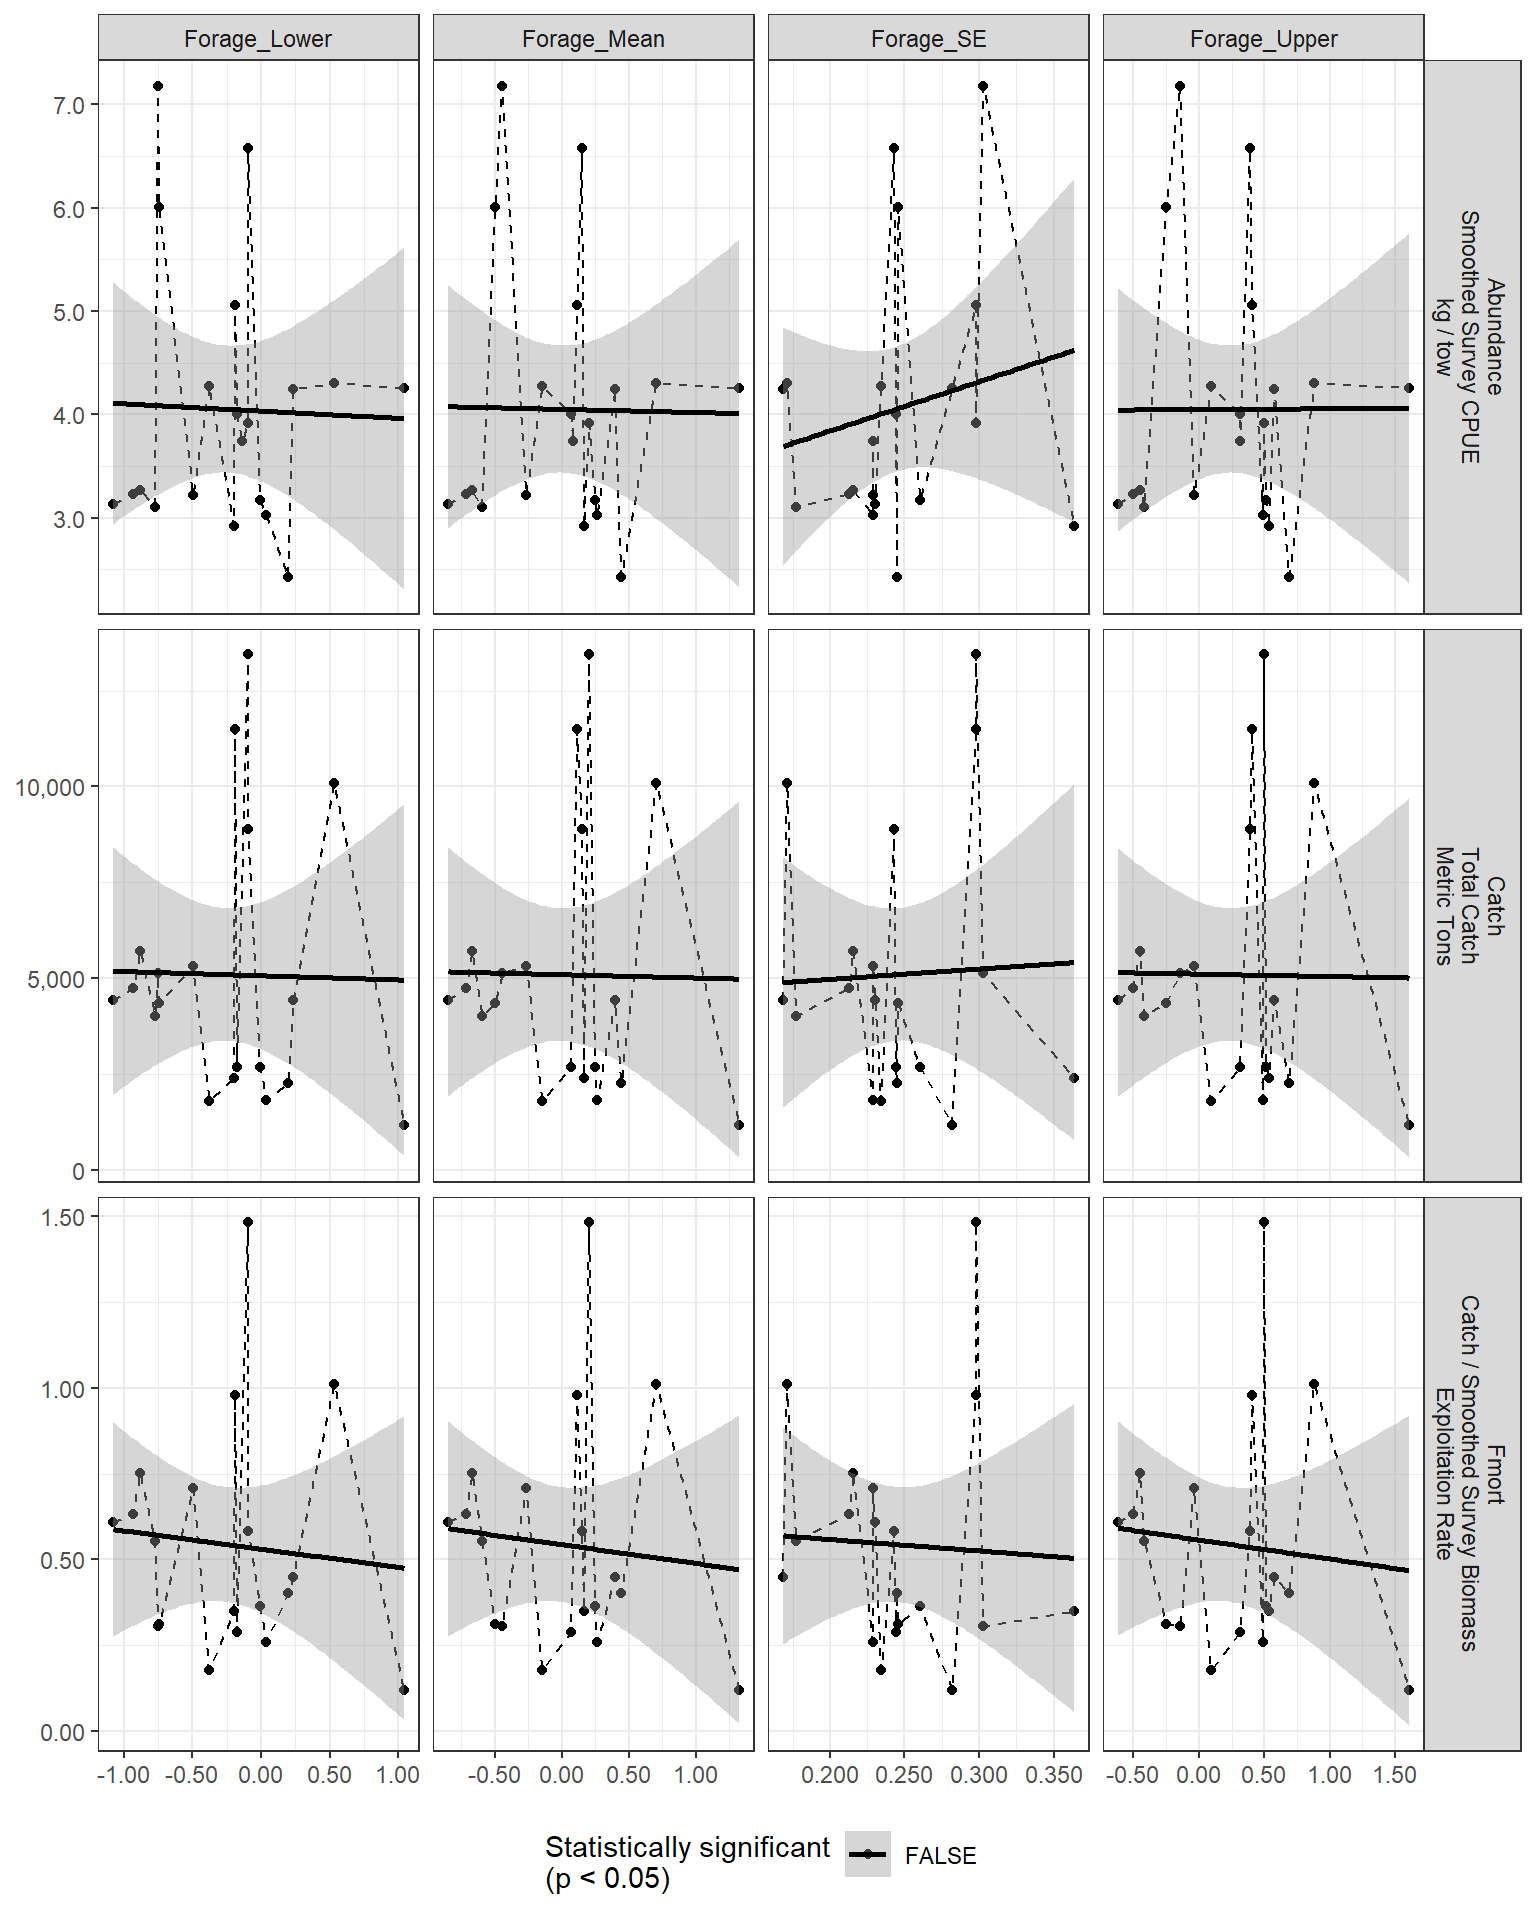 Forage_Lower
Forage_Mean
Forage_SE
Forage_Upper
7.0
6.0
5.0
4.0
3.0
Abundance
Smoothed Survey CPUE
kg / tow
10,000
5,000
0
Catch
Total Catch
Metric Tons
1.50
1.00
0.50
0.00
Fmort
Catch / Smoothed Survey Biomass
Exploitation Rate
-1.00 -0.50 0.00 0.50 1.00
-0.50 0.00 0.50 1.00
0.200 0.250 0.300 0.350
-0.50 0.00 0.50 1.00 1.50
Statistically significant
(p < 0.05)
FALSE